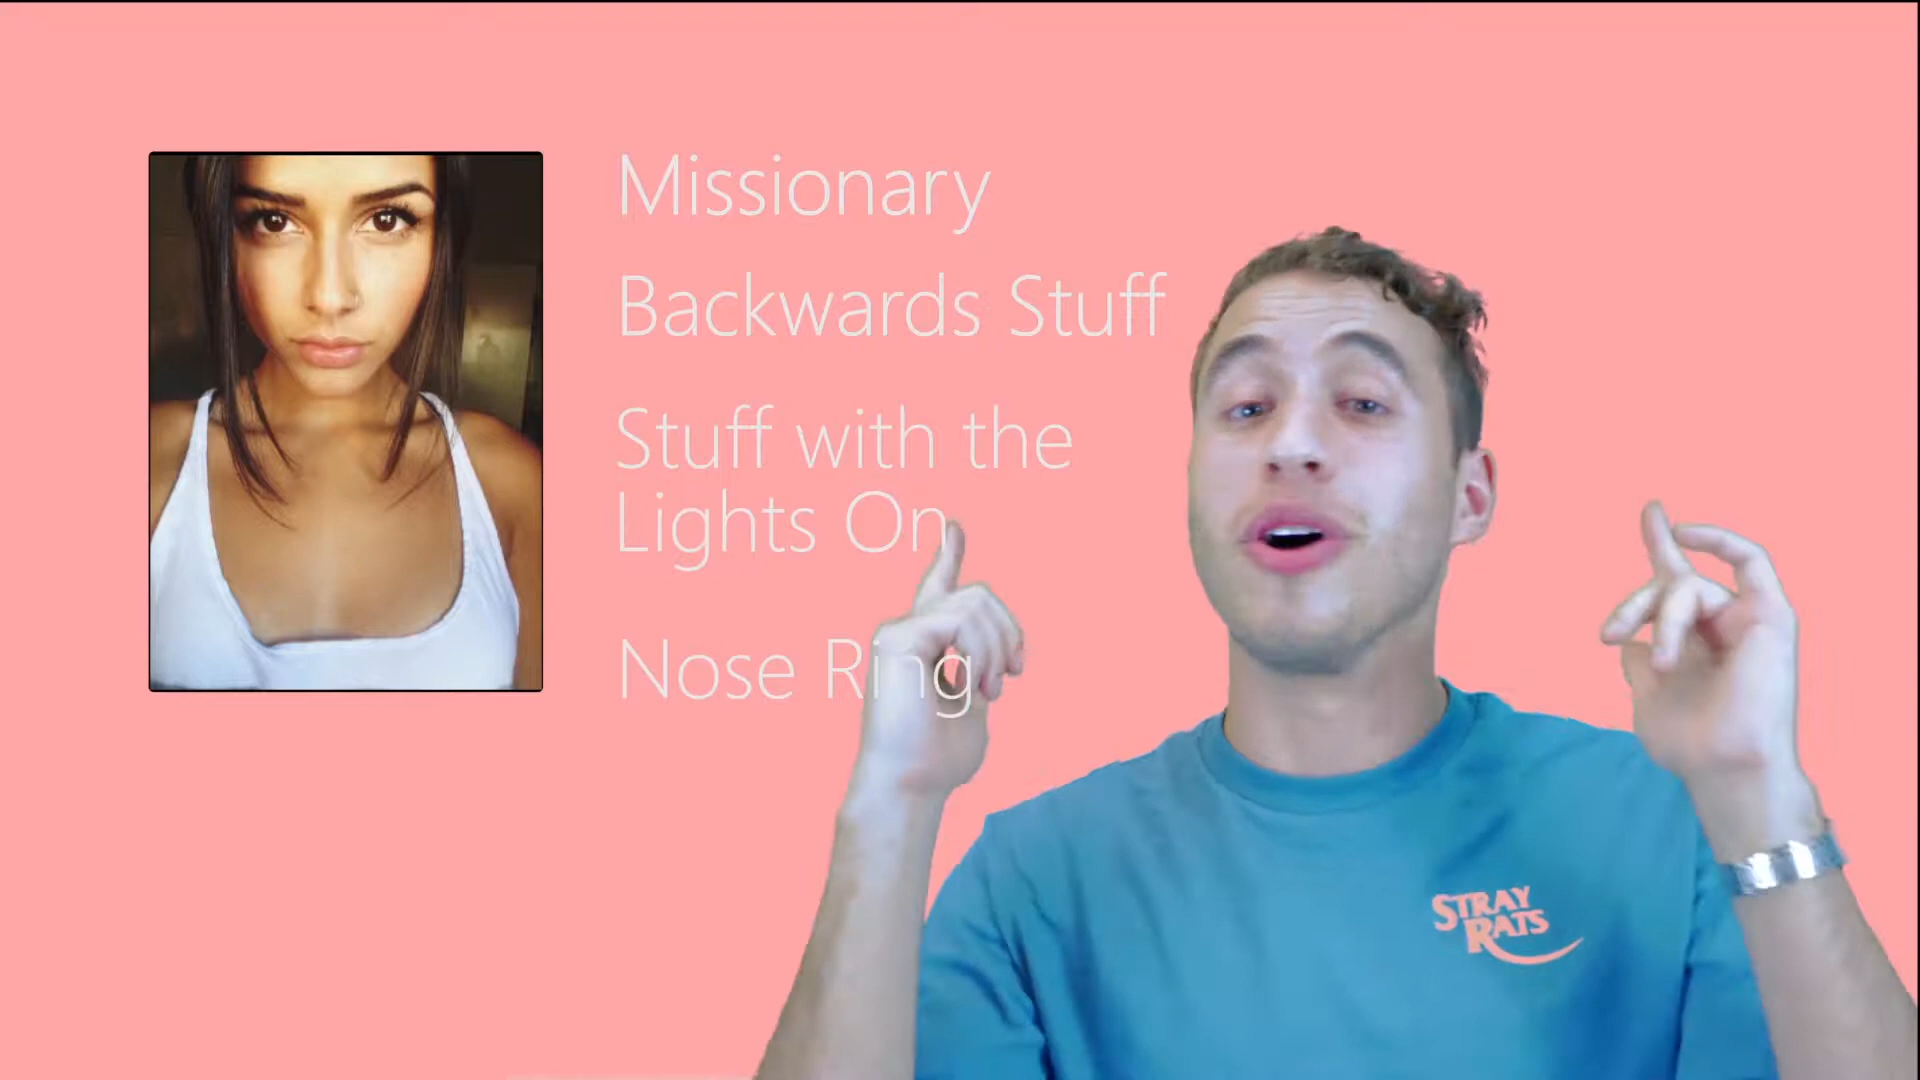 Missionary
Backwards Stuff
Stuff with the
Lights On
Nose Ring
STRAY
RATS